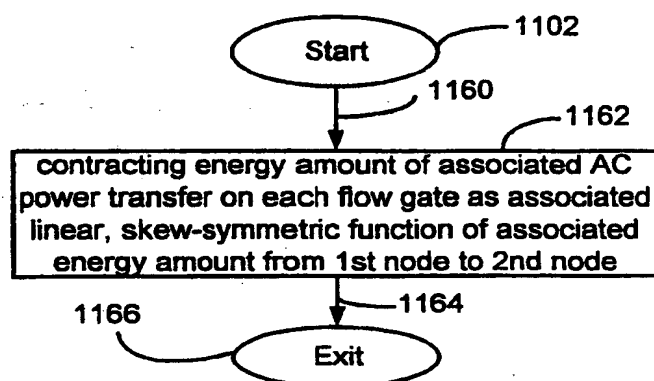 Start
1102
1160
1162
contracting energy amount of associated AC
power transfer on each flow gate as associated
linear, skew-symmetric function of associated
energy amount from 1st node to 2nd node
1164
1166
Exit